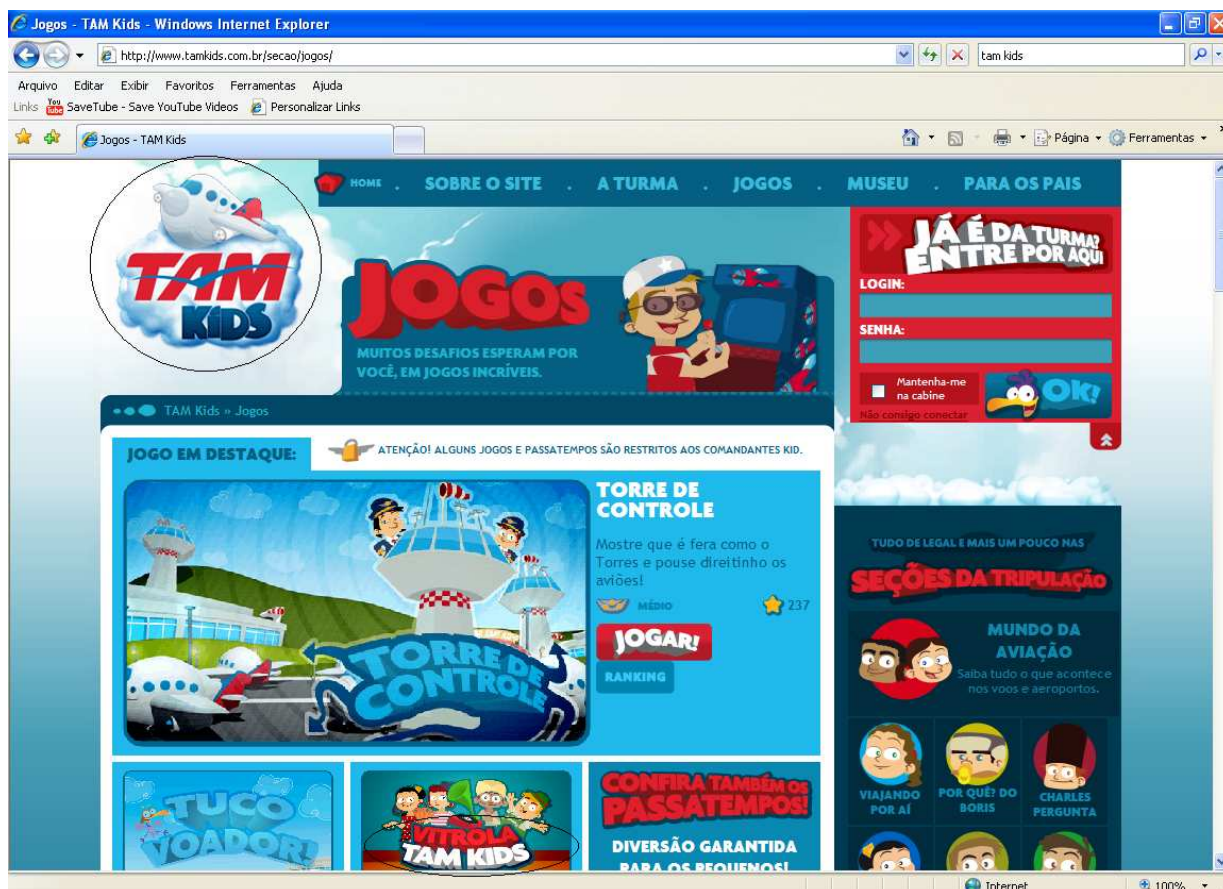 Jogos - TAM Kids - Windows Internet Explorer
http://www.tamkids.com.br/secao/jogos/
tam kids
Arquivo Editar Exibir Favoritos Ferramentas Ajuda
Links You Tube SaveTube - Save YouTube Videos Personalizar Links
Jogos - TAM Kids
Página Ferramentas
HOME . SOBRE O SITE . A TURMA . JOGOS . MUSEU . PARA OS PAIS
TAM
KIDS
JOGOS
MUITOS DESAFIOS ESPERAM POR
VOCÊ, EM JOGOS INCRÍVEIS.
JÁ É DA TURMA?
ENTRE POR AQUI
LOGIN:
SENHA:
Mantenha-me
na cabine
OK!
Não consigo conectar
TAM Kids » Jogos
JOGO EM DESTAQUE:
ATENÇÃO! ALGUNS JOGOS E PASSATEMPOS SÃO RESTRITOS AOS COMANDANTES KID.
TORRE DE
CONTROLE
TORRE DE
CONTROLE
Mostre que é fera como o
Torres e pouse direitinho os
aviões!
MÉDIO
237
JOGAR!
RANKING
TUDO DE LEGAL E MAIS UM POUCO NAS
SEÇÕES DA TRIPULAÇÃO
MUNDO DA
AVIAÇÃO
Saiba tudo o que acontece
nos voos e aeroportos.
VIAJANDO
POR AÍ
POR QUÊ? DO
BORIS
CHARLES
PERGUNTA
TUCO
VOADOR!
VITROLA
TAM KIDS
CONFIRA TAMBÉM OS
PASSATEMPOS!
DIVERSÃO GARANTIDA
PARA OS PEQUENOS!
Internet
100%